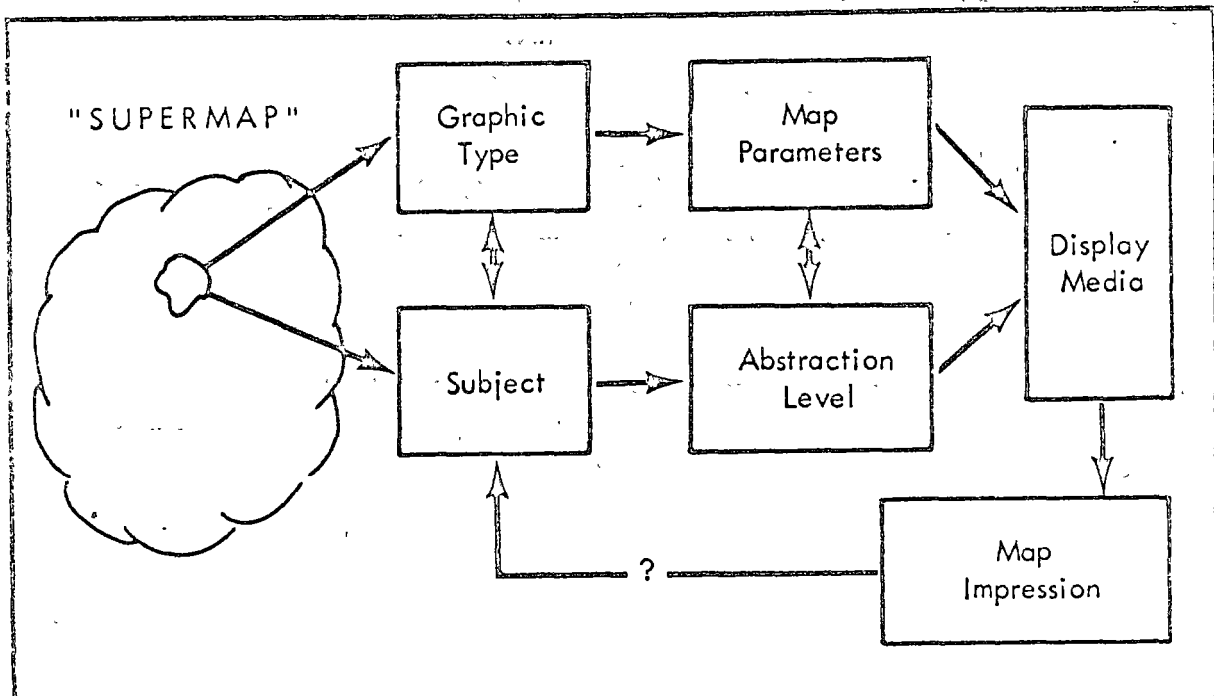 "SUPERMAP"
Graphic
Type
Map
Parameters
Display
Media
Subject
Abstraction
Level
?
Map
Impression